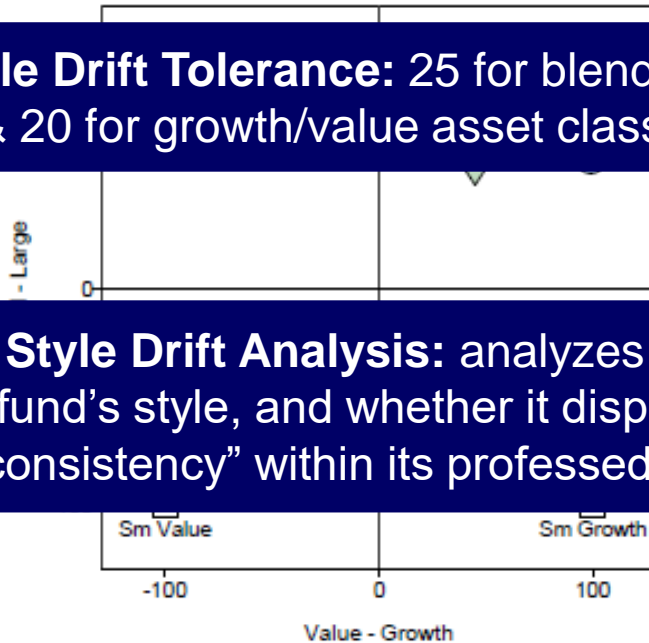 le Drift Tolerance: 25 for blend
& 20 for growth/value asset class
- Large
0
Style Drift Analysis: analyzes
fund’s style, and whether it disp
consistency” within its professed
Sm Value
Sm Growth
-100
0
100
Value - Growth